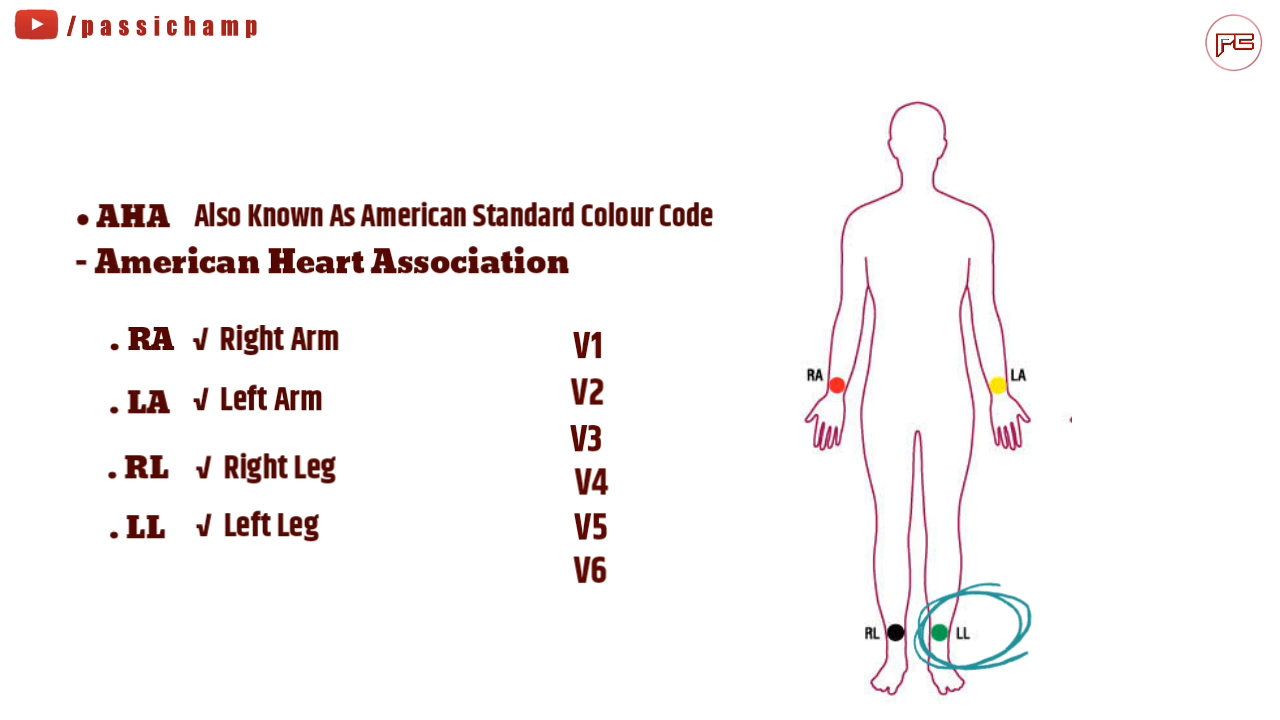 /passichamp
PC
• AHA Also Known As American Standard Colour Code
- American Heart Association
. RA √ Right Arm
. LA √ Left Arm
. RL √ Right Leg
. LL √ Left Leg
V1
V2
V3
V4
V5
V6
RA
LA
RL
LL